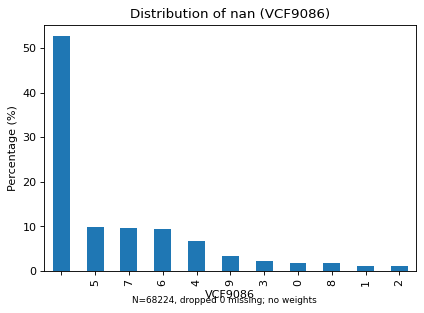 Distribution of nan (VCF9086)
Percentage (%)
50
40
30
20
10
0
5 7 6 4 9 3 0 8 1 2
VCF9086
N=68224, dropped 0 missing; no weights